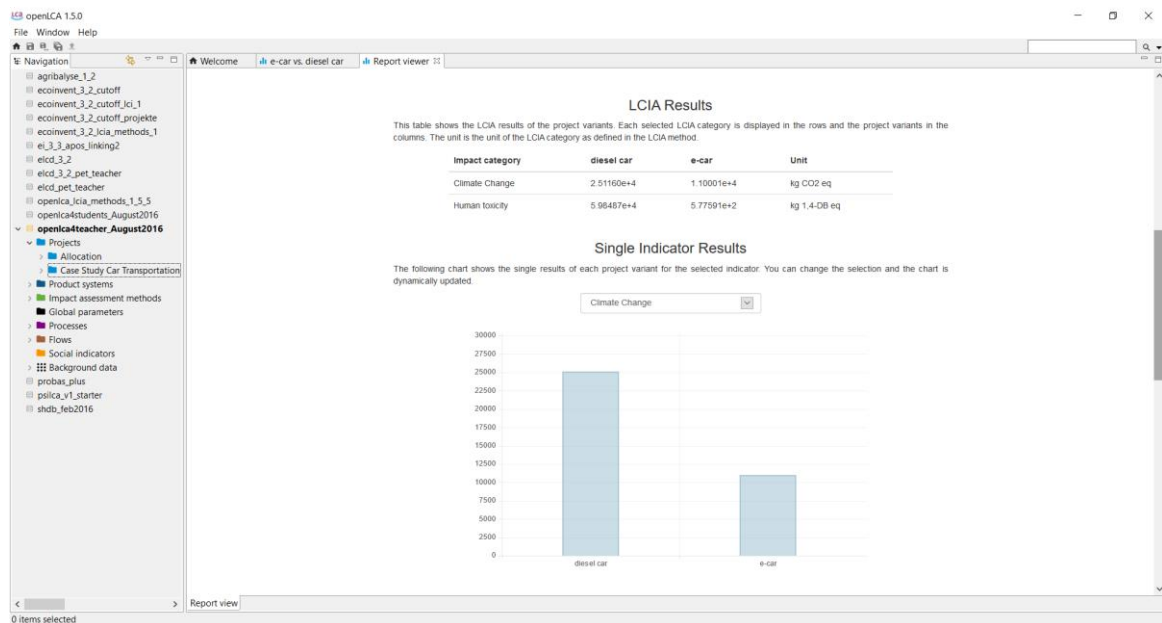 openLCA 1.5.0
File Window Help
Navigation
agribalyse_1_2
ecoinvent_3_2_cutoff
ecoinvent_3_2_cutoff_lci_1
ecoinvent_3_2_cutoff_projekte
ecoinvent_3_2_lcia_methods_1
ei_3_3_apos_linking2
elcd_3_2
elcd_3_2_pet_teacher
elcd_pet_teacher
openlca_lcia_methods_1_5_5
openlca4students_August2016
openlca4teacher_August2016
Projects
Allocation
Case Study Car Transportation
Product systems
Impact assessment methods
Global parameters
Processes
Flows
Social indicators
Background data
probas_plus
psilca_v1_starter
shdb_feb2016
0 items selected
Welcome e-car vs. diesel car Report viewer
LCIA Results
This table shows the LCIA results of the project variants. Each selected LCIA category is displayed in the rows and the project variants in the
columns. The unit is the unit of the LCIA category as defined in the LCIA method.
Impact category diesel car e-car Unit
Climate Change 2.51160e+4 1.10001e+4 kg CO2 eq
Human toxicity 5.98487e+4 5.77591e+2 kg 1,4-DB eq
Single Indicator Results
The following chart shows the single results of each project variant for the selected indicator. You can change the selection and the chart is
dynamically updated.
Climate Change
30000
27500
25000
22500
20000
17500
15000
12500
10000
7500
5000
2500
0
diesel car e-car
Report view